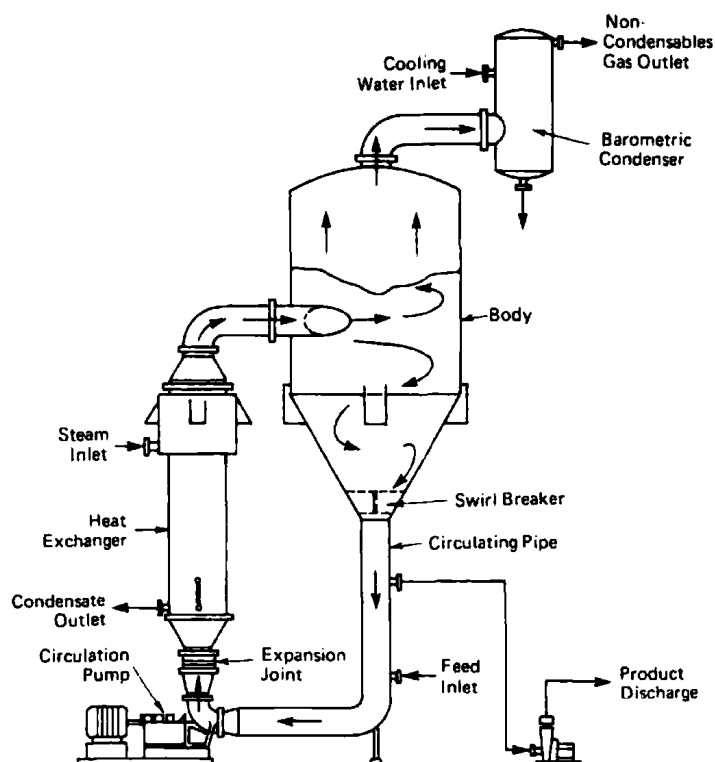 Non-
Condensables
Gas Outlet
Cooling
Water Inlet
Barometric
Condenser
Body
Steam
Inlet
Swirl Breaker
Heat
Exchanger
Circulating Pipe
Condensate
Outlet
Circulation
Pump
Expansion
Joint
Feed
Inlet
Product
Discharge